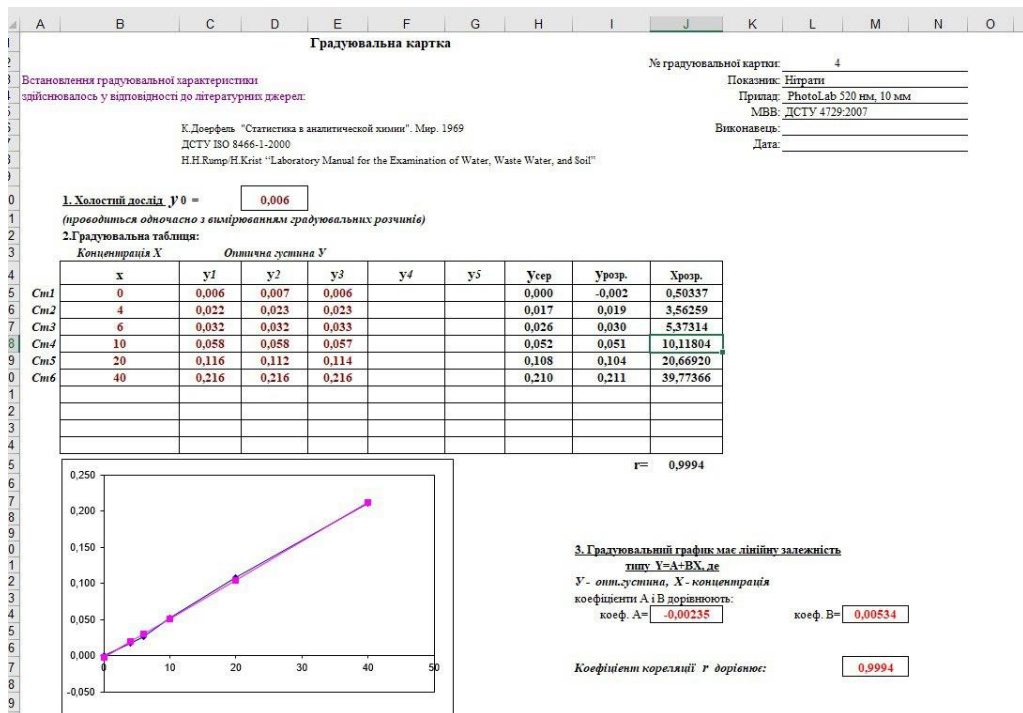 A B C D E F G H I J K L M N O
Градуювальна картка
№ градуювальної картки: 4
Встановлення градуювальної характеристики Показник: Нітрати
здійснювалось у відповідності до літературних джерел: Прилад: PhotoLab 520 нм, 10 мм
МВВ: ДСТУ 4729:2007
К.Доерфель "Статистика в аналитической химии". Мир. 1969 Виконавець:
ДСТУ ISO 8466-1-2000 Дата:
H.H.Rump/H.Krist “Laboratory Manual for the Examination of Water, Waste Water, and Soil”
1. Холостий дослід y 0 = 0,006
(проводиться одночасно з вимірюванням градуювальних розчинів)
2.Градуювальна таблиця:
Концентрація X Оптична густина У
x y1 y2 y3 y4 y5 Усер Урозр. Хрозр.
Ст1 0 0,006 0,007 0,006 0,000 -0,002 0,50337
Ст2 4 0,022 0,023 0,023 0,017 0,019 3,56259
Ст3 6 0,032 0,032 0,033 0,026 0,030 5,37314
Ст4 10 0,058 0,058 0,057 0,052 0,051 10,11804
Ст5 20 0,116 0,112 0,114 0,108 0,104 20,66920
Ст6 40 0,216 0,216 0,216 0,210 0,211 39,77366
r= 0,9994
0,250
0,200
0,150
0,100
0,050
0,000
0 10 20 30 40 50
-0,050
3. Градуювальний график має лінійну залежність
типу Y=A+BX, де
У - опт.густина, X - концентрація
коефіцієнти А і В дорівнюють:
коеф. А= -0,00235 коеф. В= 0,00534
Коефіцієнт кореляції r дорівнює: 0,9994